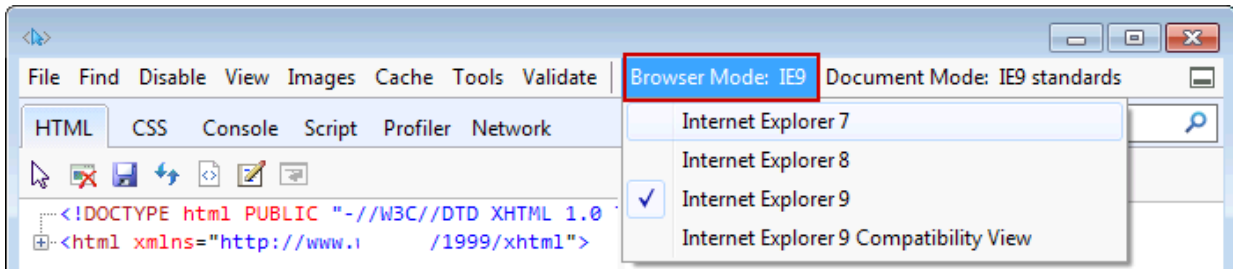 File Find Disable View Images Cache Tools Validate Browser Mode: IE9 Document Mode: IE9 standards
HTML CSS Console Script Profiler Network
Internet Explorer 7
Internet Explorer 8
Internet Explorer 9
Internet Explorer 9 Compatibility View
<!DOCTYPE html PUBLIC "-//W3C//DTD XHTML 1.0
<html xmlns="http://www. /1999/xhtml">